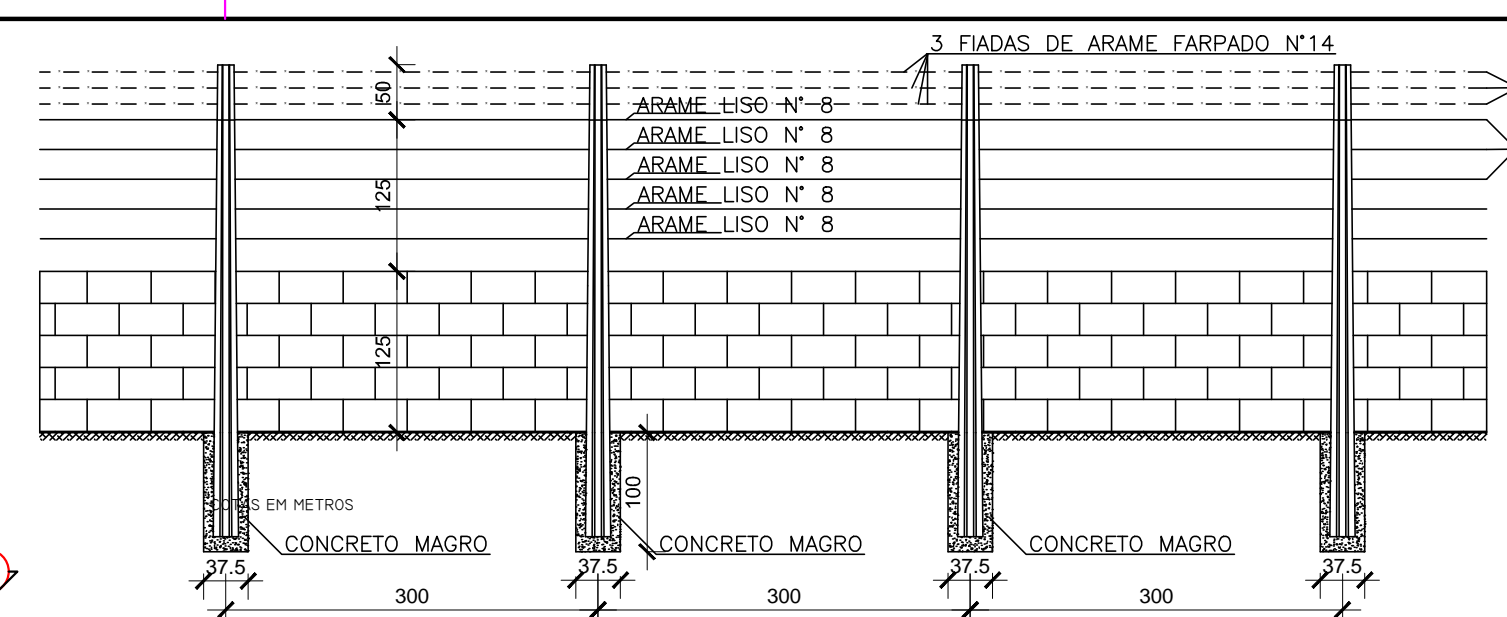 3 FIADAS DE ARAME FARPADO N°14
50
ARAME LISO N° 8
ARAME LISO N° 8
ARAME LISO N° 8
125
ARAME LISO N° 8
ARAME LISO N° 8
125
100
COTAS EM METROS
CONCRETO MAGRO
CONCRETO MAGRO
CONCRETO MAGRO
37.5
37.5
37.5
37.5
300
300
300